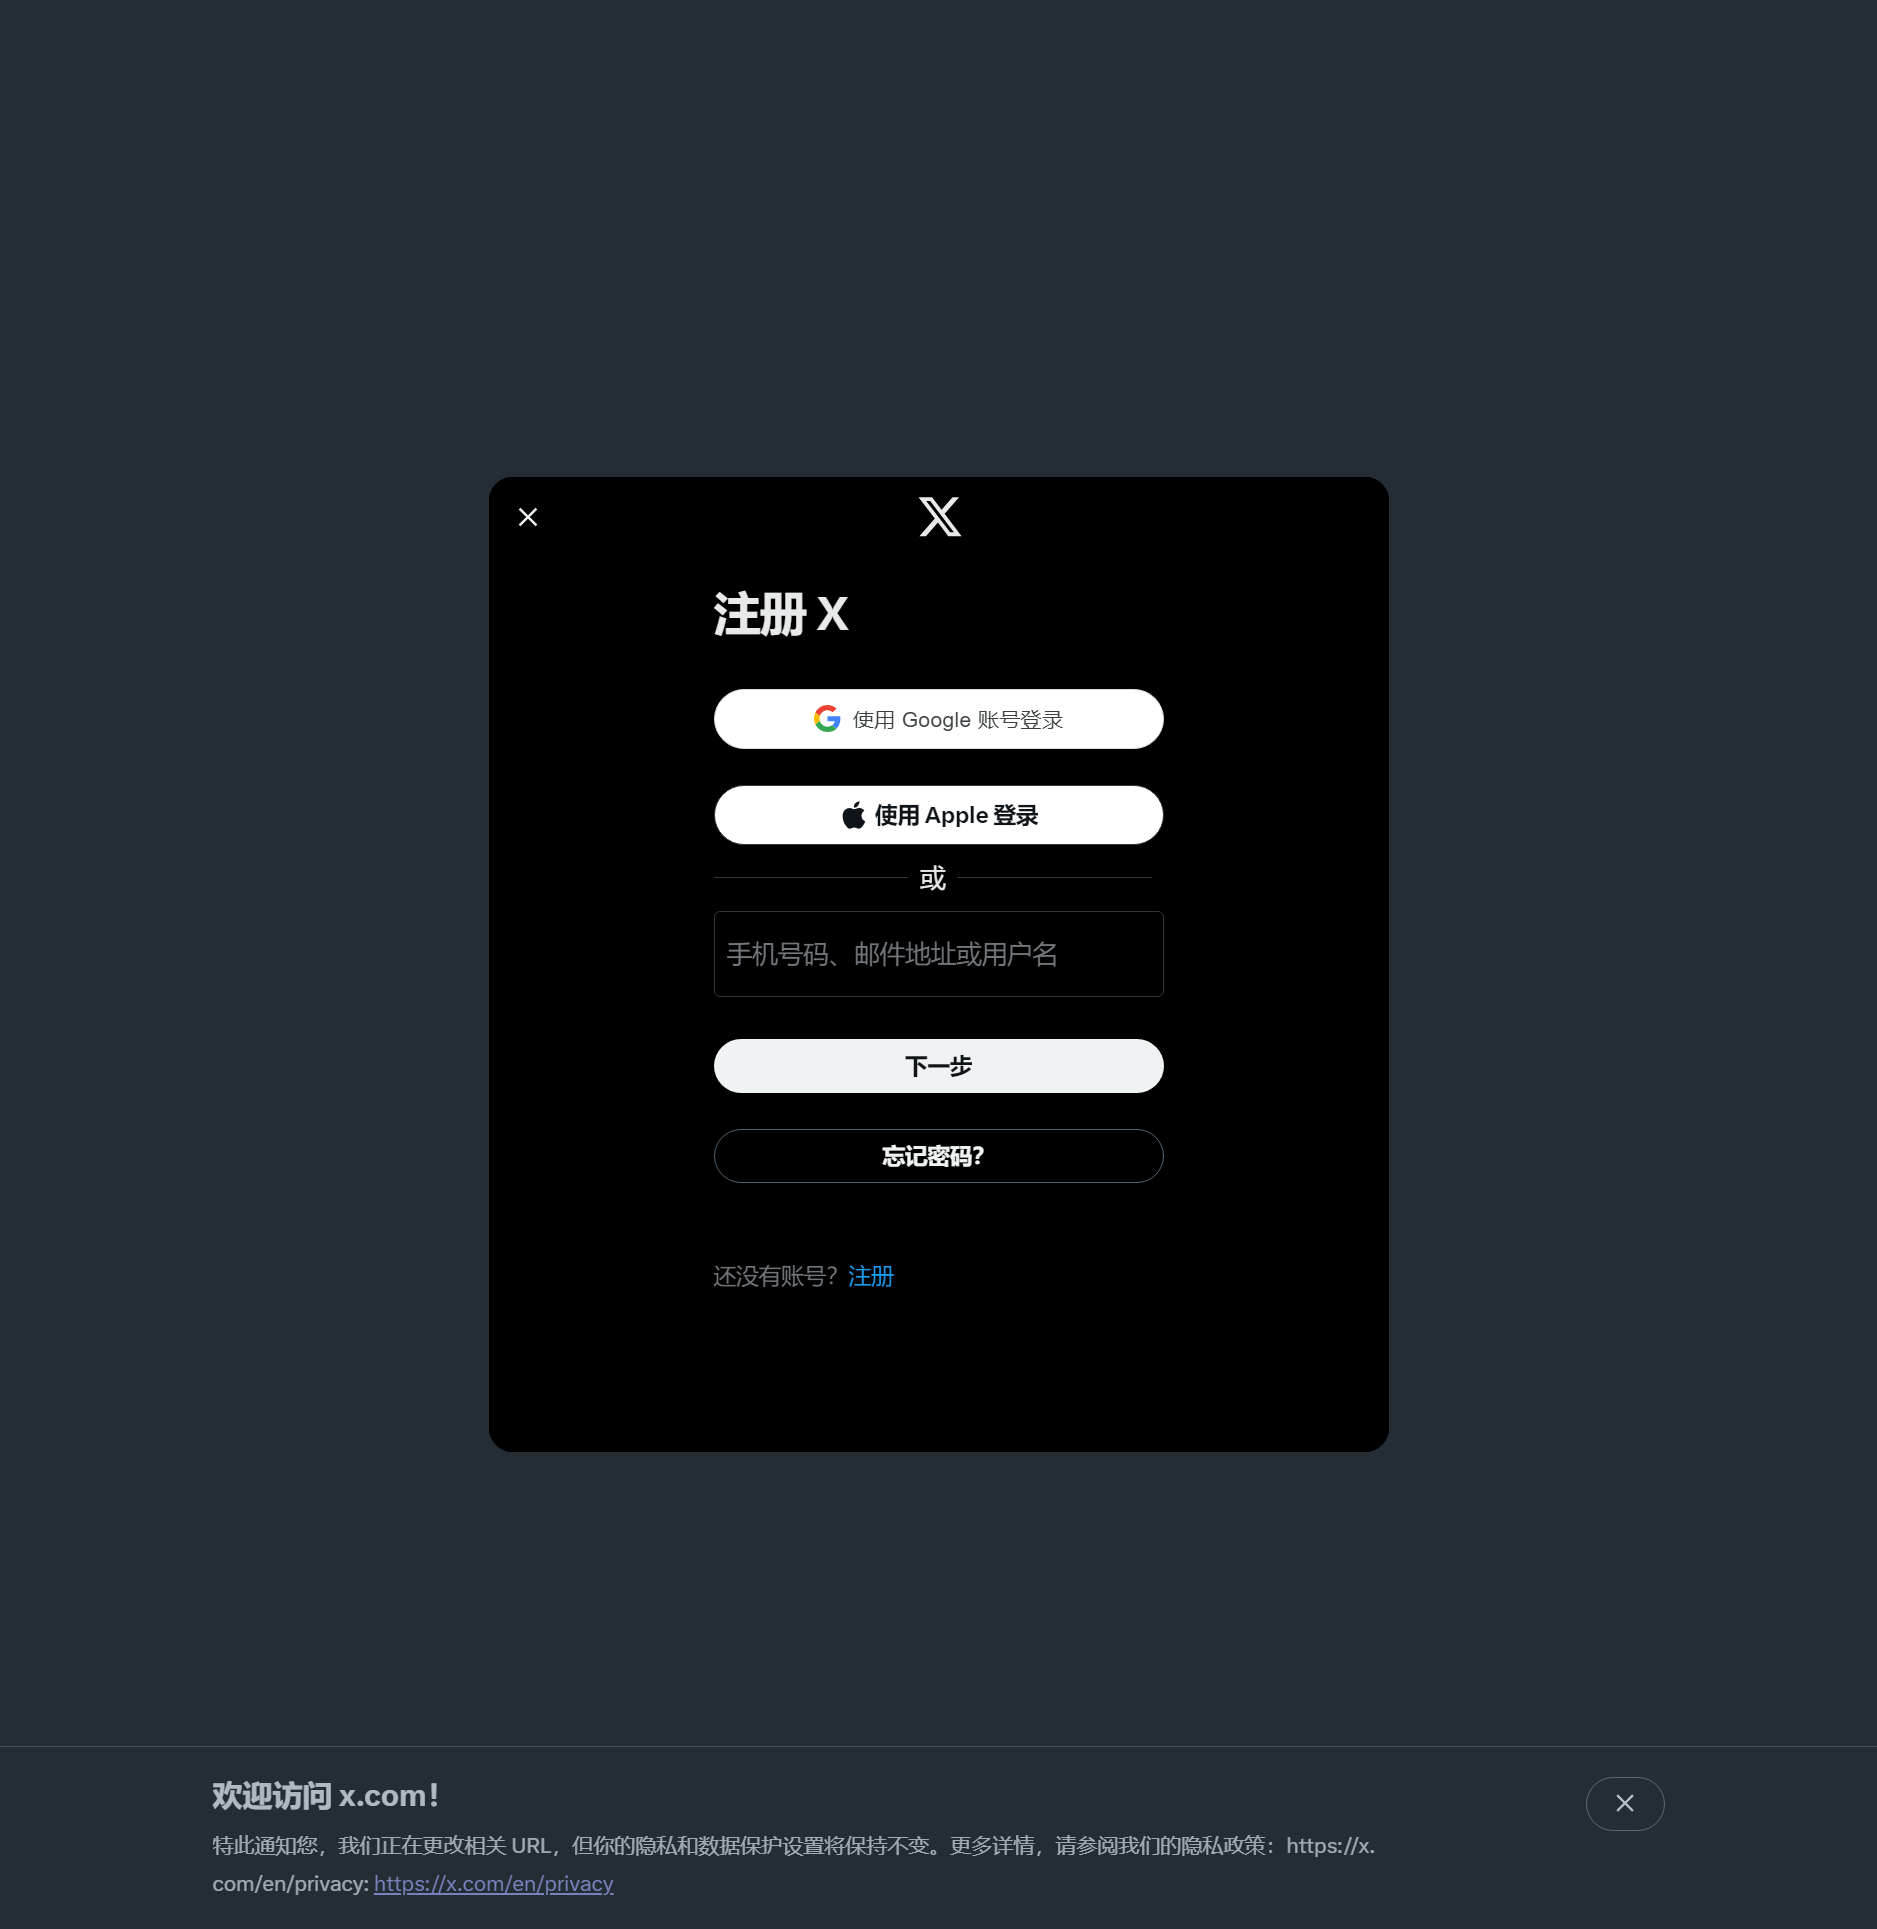 注册 X
使用 Google 账号登录
使用 Apple 登录
或
手机号码、邮件地址或用户名
下一步
忘记密码？
还没有账号？注册
欢迎访问 x.com！
特此通知您，我们正在更改相关 URL，但你的隐私和数据保护设置将保持不变。更多详情，请参阅我们的隐私政策：https://x.
com/en/privacy: https://x.com/en/privacy